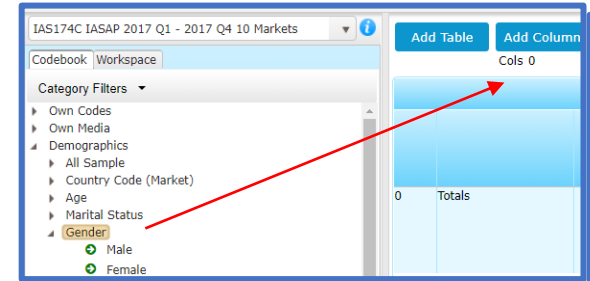 IAS174C IASAP 2017 Q1 - 2017 Q4 10 Markets
Codebook Workspace
Category Filters
Own Codes
Own Media
Demographics
All Sample
Country Code (Market)
Age
Marital Status
Gender
Male
Female
Add Table Add Column
Cols 0
0 Totals